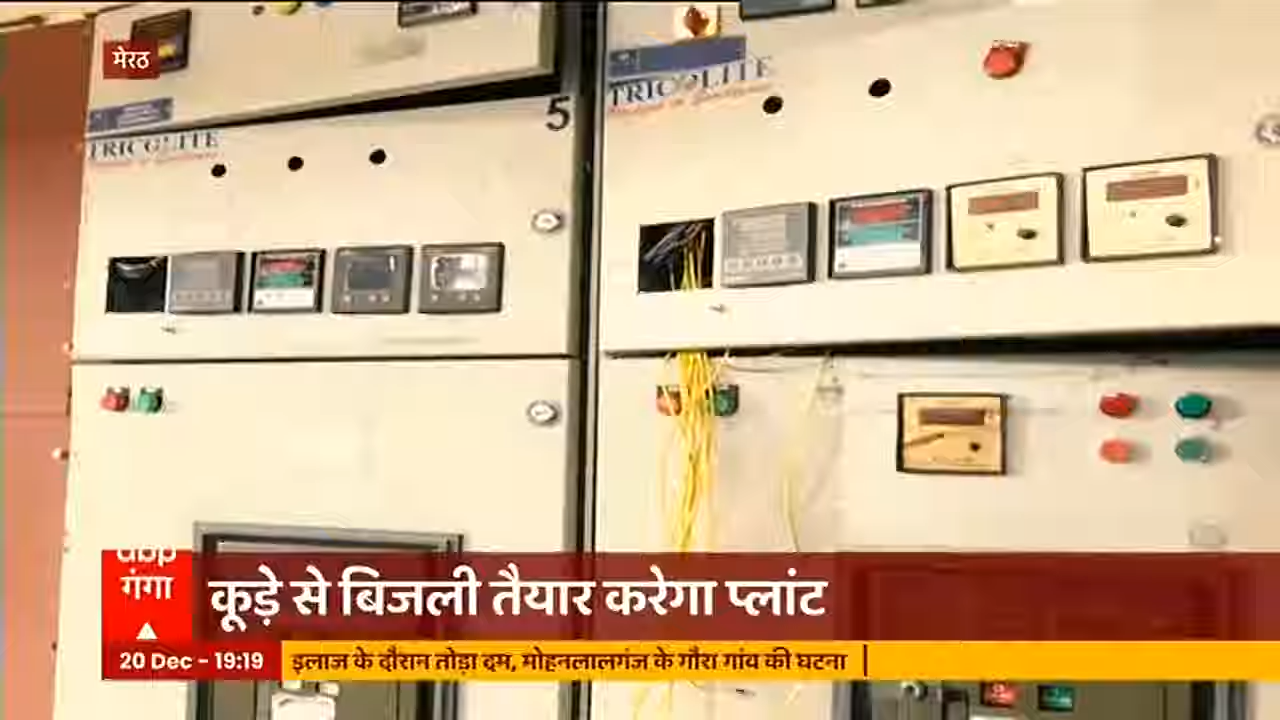 मेरठ
5
TRICOLITE
TRICOLITE
abp
गंगा
कूड़े से बिजली तैयार करेगा प्लांट
20 Dec - 19:19
इलाज के दौरान तोड़ा दम, मोहनलालगंज के गौरा गांव की घटना